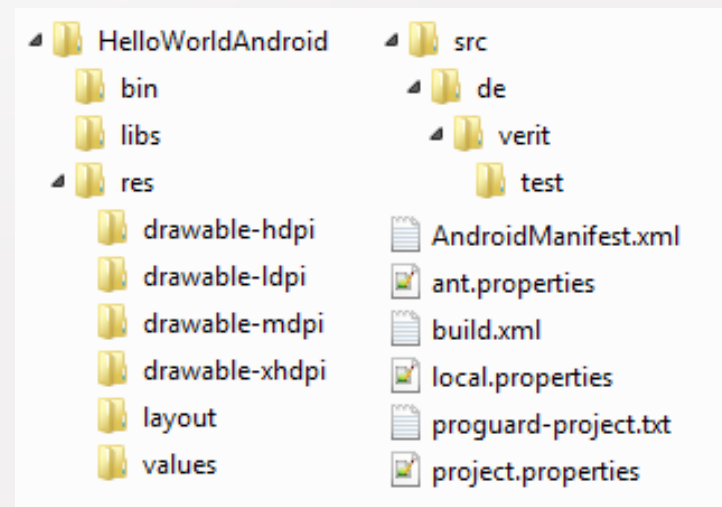 HelloWorldAndroid
bin
libs
res
drawable-hdpi
drawable-ldpi
drawable-mdpi
drawable-xhdpi
layout
values
src
de
verit
test
AndroidManifest.xml
ant.properties
build.xml
local.properties
proguard-project.txt
project.properties